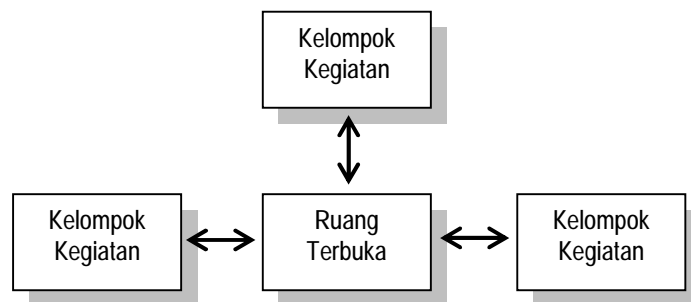 Kelompok
Kegiatan
Kelompok
Kegiatan
Ruang
Terbuka
Kelompok
Kegiatan